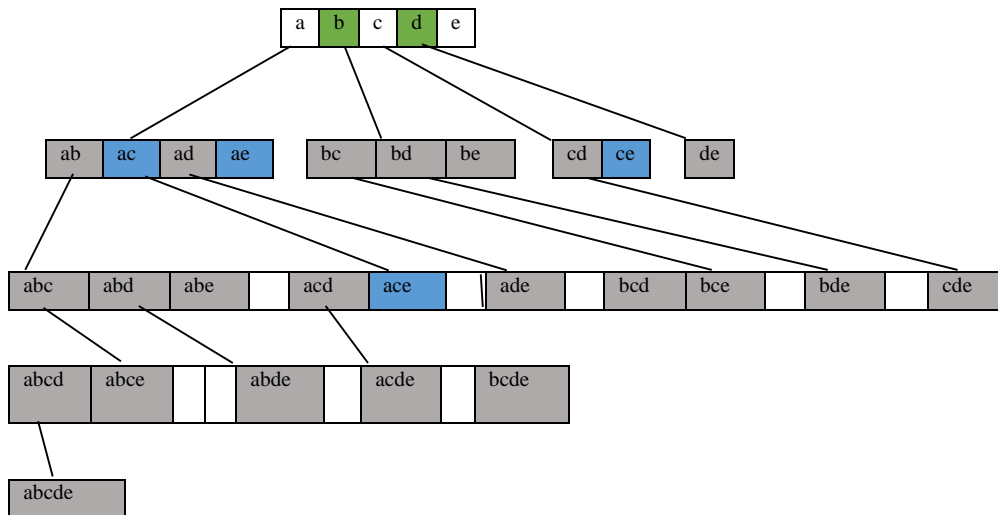 a b c d e
ab ac ad ae bc bd be cd ce de
abc abd abe acd ace ade bcd bce bde cde
abcd abce abde acde bcde
abcde